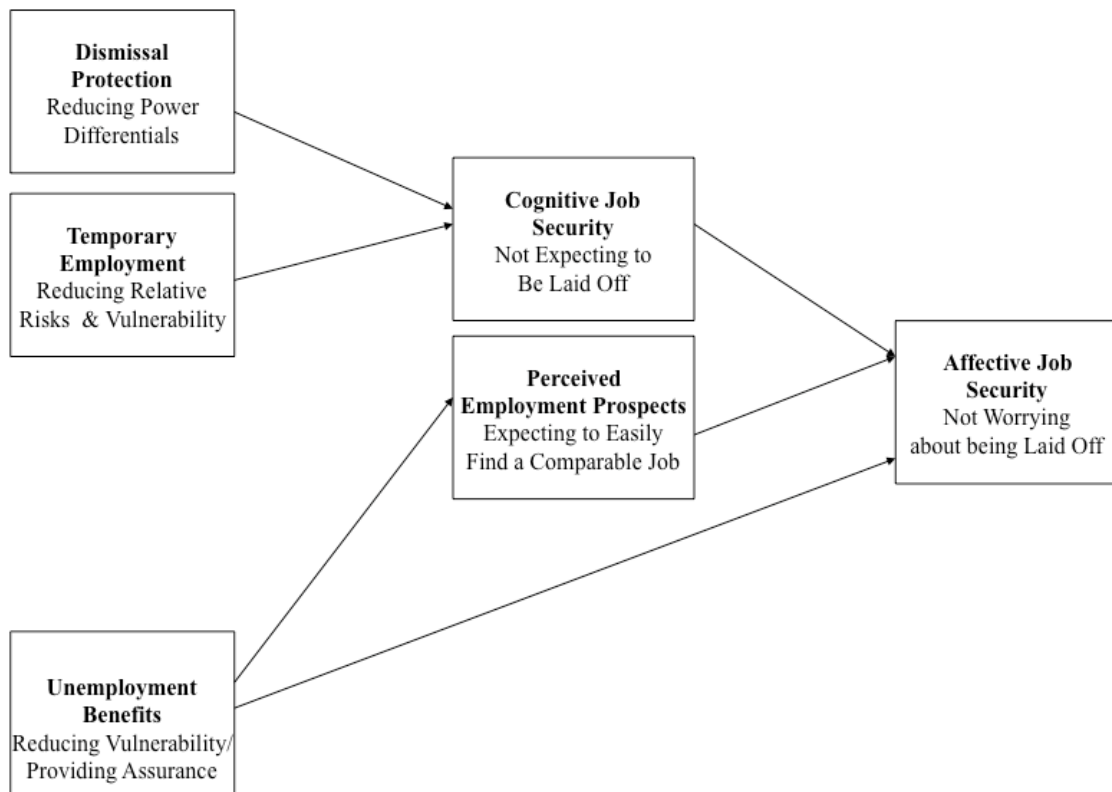 Dismissal
Protection
Reducing Power
Differentials
Temporary
Employment
Reducing Relative
Risks & Vulnerability
Unemployment
Benefits
Reducing Vulnerability/
Providing Assurance
Cognitive Job
Security
Not Expecting to
Be Laid Off
Perceived
Employment Prospects
Expecting to Easily
Find a Comparable Job
Affective Job
Security
Not Worrying
about being Laid Off